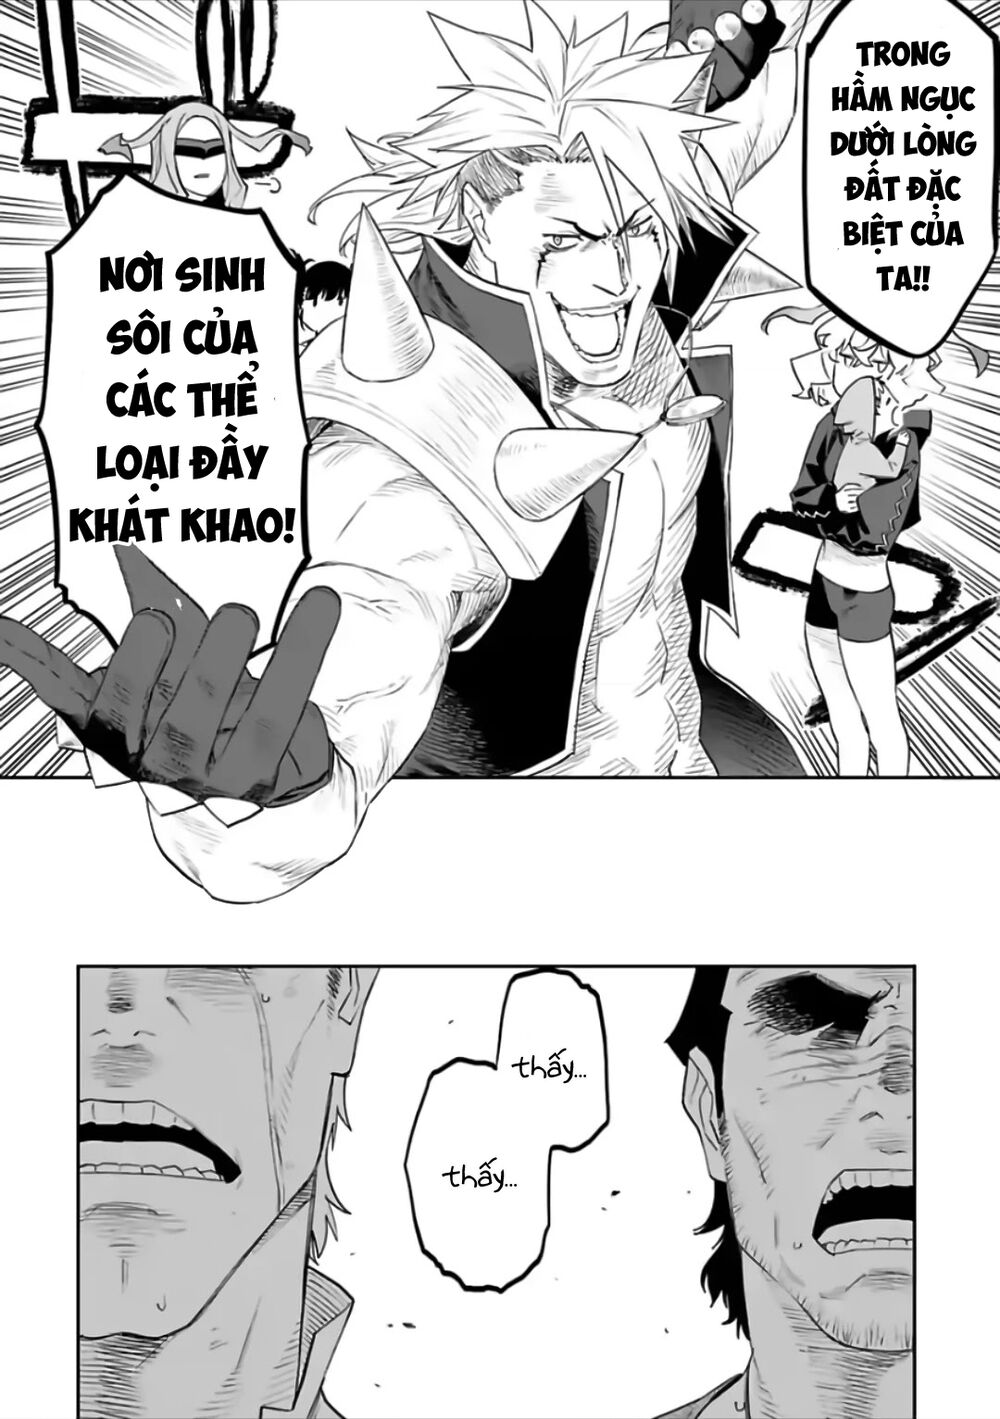 TRONG
HẦM NGỤC
DƯỚI LÒNG
ĐẤT ĐẶC
BIỆT CỦA
TA!!
NƠI SINH
SÔI CỦA
CÁC THỂ
LOẠI ĐẦY
KHÁT KHAO!
thấy...
thấy...